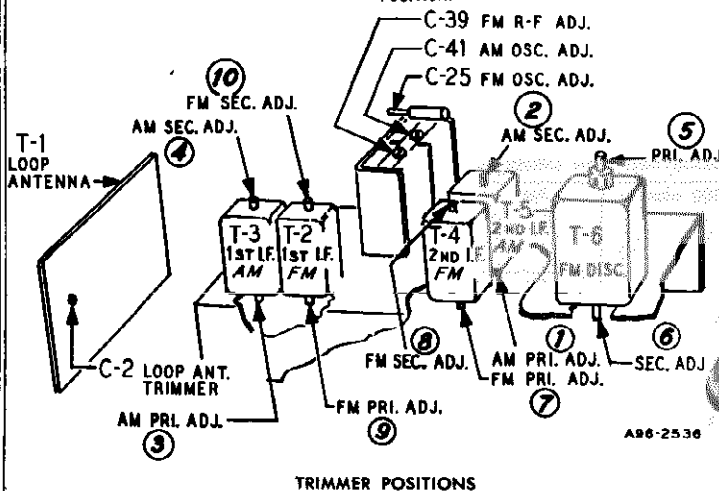 C-39 FM R-F ADJ.
C-41 AM OSC. ADJ.
C-25 FM OSC. ADJ.
10
FM SEC. ADJ.
AM SEC. ADJ.
4
2
AM SEC. ADJ.
5
PRI. ADJ.
T-1
LOOP
ANTENNA
T-3
1ST I.F.
AM
T-2
1ST I.F.
FM
T-4
2ND I.F.
FM
T-5
2ND I.F.
AM
T-6
FM DISC.
C-2 LOOP ANT.
TRIMMER
AM PRI. ADJ.
3
FM PRI. ADJ.
9
8
FM SEC. ADJ.
1
AM PRI. ADJ.
FM PRI. ADJ.
7
6
SEC. ADJ
A96-2536
TRIMMER POSITIONS